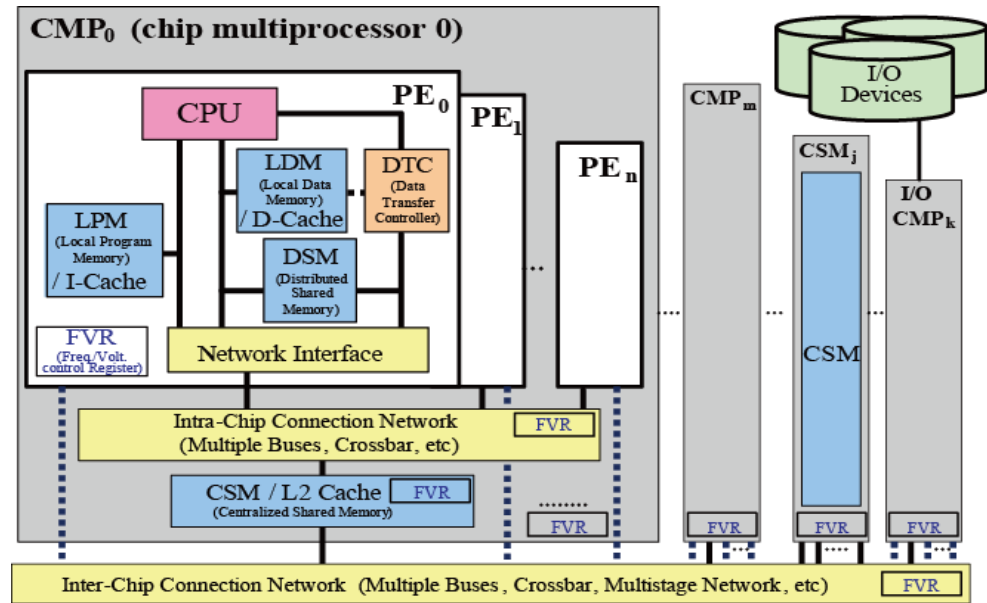 CMP0 (chip multiprocessor 0)
PE0
CPU
LDM
(Local Data
Memory)
/ D-Cache
DTC
(Data
Transfer
Controller)
LPM
(Local Program
Memory)
/ I-Cache
DSM
(Distributed
Shared
Memory)
FVR
(Freq./Volt.
control Register)
Network Interface
PE1
...
PE n
Intra-Chip Connection Network
(Multiple Buses, Crossbar, etc)
FVR
CSM / L2 Cache
(Centralized Shared Memory)
FVR
........
FVR
....
CMPm
FVR
....
....
CSMj
CSM
FVR
....
....
I/O
Devices
I/O
CMPk
FVR
....
Inter-Chip Connection Network (Multiple Buses, Crossbar, Multistage Network, etc)
FVR